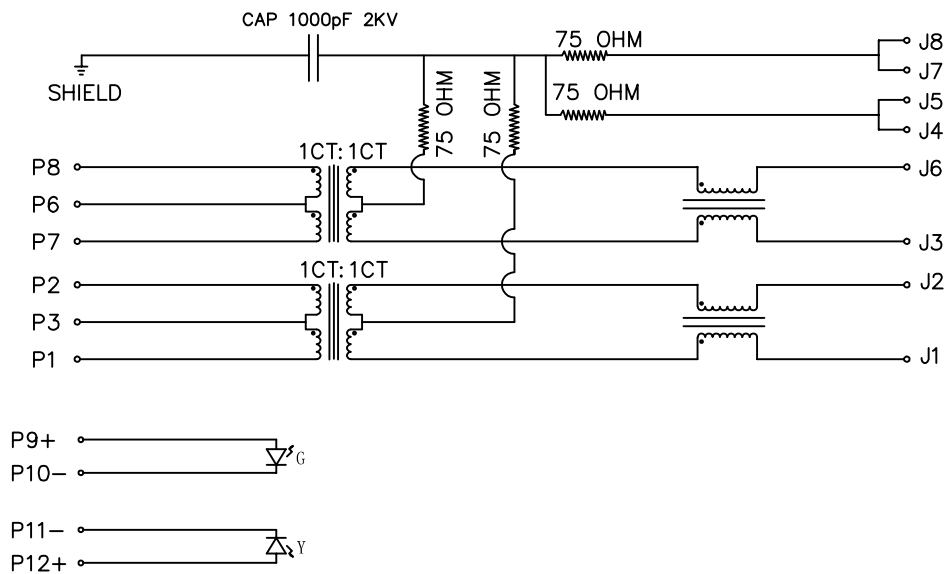 CAP 1000pF 2KV
75 OHM
J8
J7
SHIELD
75 OHM
J5
J4
75 OHM
75 OHM
1CT:1CT
P8
J6
P6
P7
J3
1CT:1CT
P2
J2
P3
P1
J1
P9+
G
P10-
P11-
Y
P12+